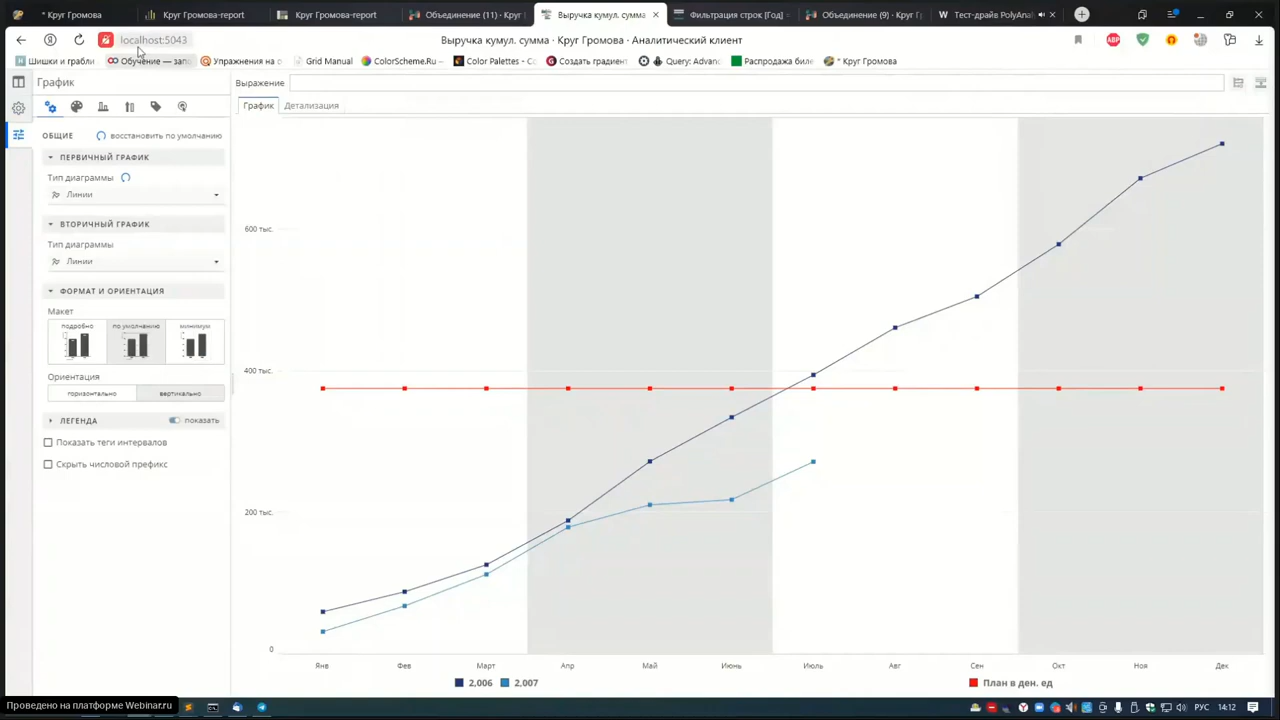 * Круг Громова
Круг Громова-report
Круг Громова-report
Объединение (11) · Круг Г
Выручка кумул. сумма
Фильтрация строк [Год]
Объединение (9) · Круг Гр
Тест-драйв PolyAnal
localhost:5043
Выручка кумул. сумма · Круг Громова · Аналитический клиент
ABP
Шишки и грабли
Обучение — запо
Упражнения на о
Grid Manual
ColorScheme.Ru –
Color Palettes - C
Создать градиент
Query: Advanc
Распродажа биле
* Круг Громова
График
Выражение
График
Детализация
ОБЩИЕ
восстановить по умолчанию
ПЕРВИЧНЫЙ ГРАФИК
Тип диаграммы
Линии
ВТОРИЧНЫЙ ГРАФИК
Тип диаграммы
Линии
ФОРМАТ И ОРИЕНТАЦИЯ
Макет
подробно
по умолчанию
минимум
Ориентация
горизонтально
вертикально
ЛЕГЕНДА
показать
Показать теги интервалов
Скрыть числовой префикс
600 тыс.
400 тыс.
200 тыс.
0
Янв
Фев
Март
Апр
Май
Июнь
Июль
Авг
Сен
Окт
Ноя
Дек
2,006
2,007
План в ден. ед
Проведено на платформе Webinar.ru
РУС
14:12